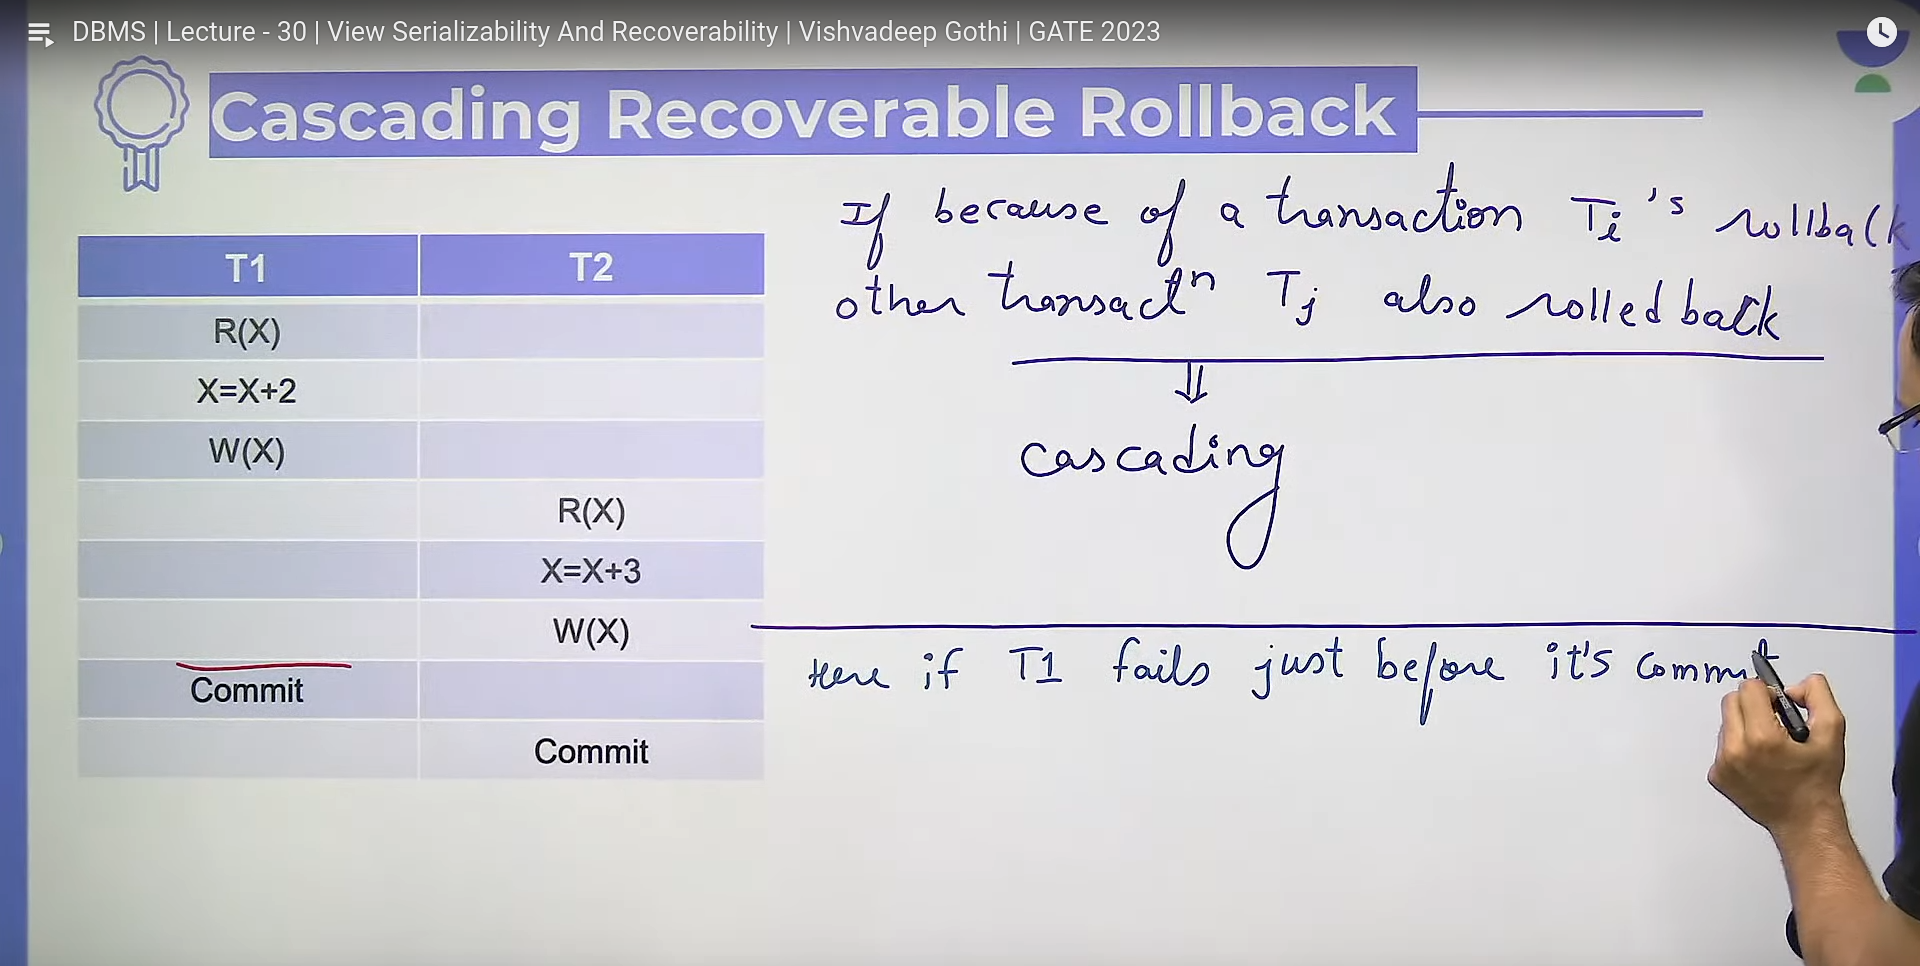 DBMS | Lecture - 30 | View Serializability And Recoverability | Vishvadeep Gothi | GATE 2023
Cascading Recoverable Rollback
If because of a transaction Ti's rollback
other transactn Tj also rolled back
cascading
T1 T2
R(X)
X=X+2
W(X)
R(X)
X=X+3
W(X)
Commit
Commit
Here if T1 fails just before it's commit